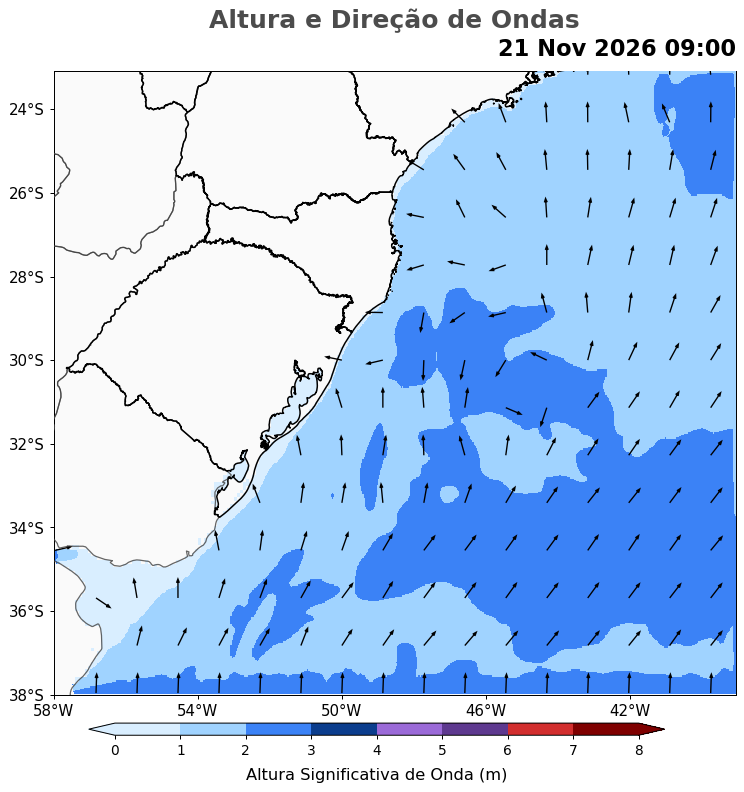 Altura e Direção de Ondas
21 Nov 2026 09:00
24°S
26°S
28°S
30°S
32°S
34°S
36°S
38°S
58°W 54°W 50°W 46°W 42°W
0 1 2 3 4 5 6 7 8
Altura Significativa de Onda (m)